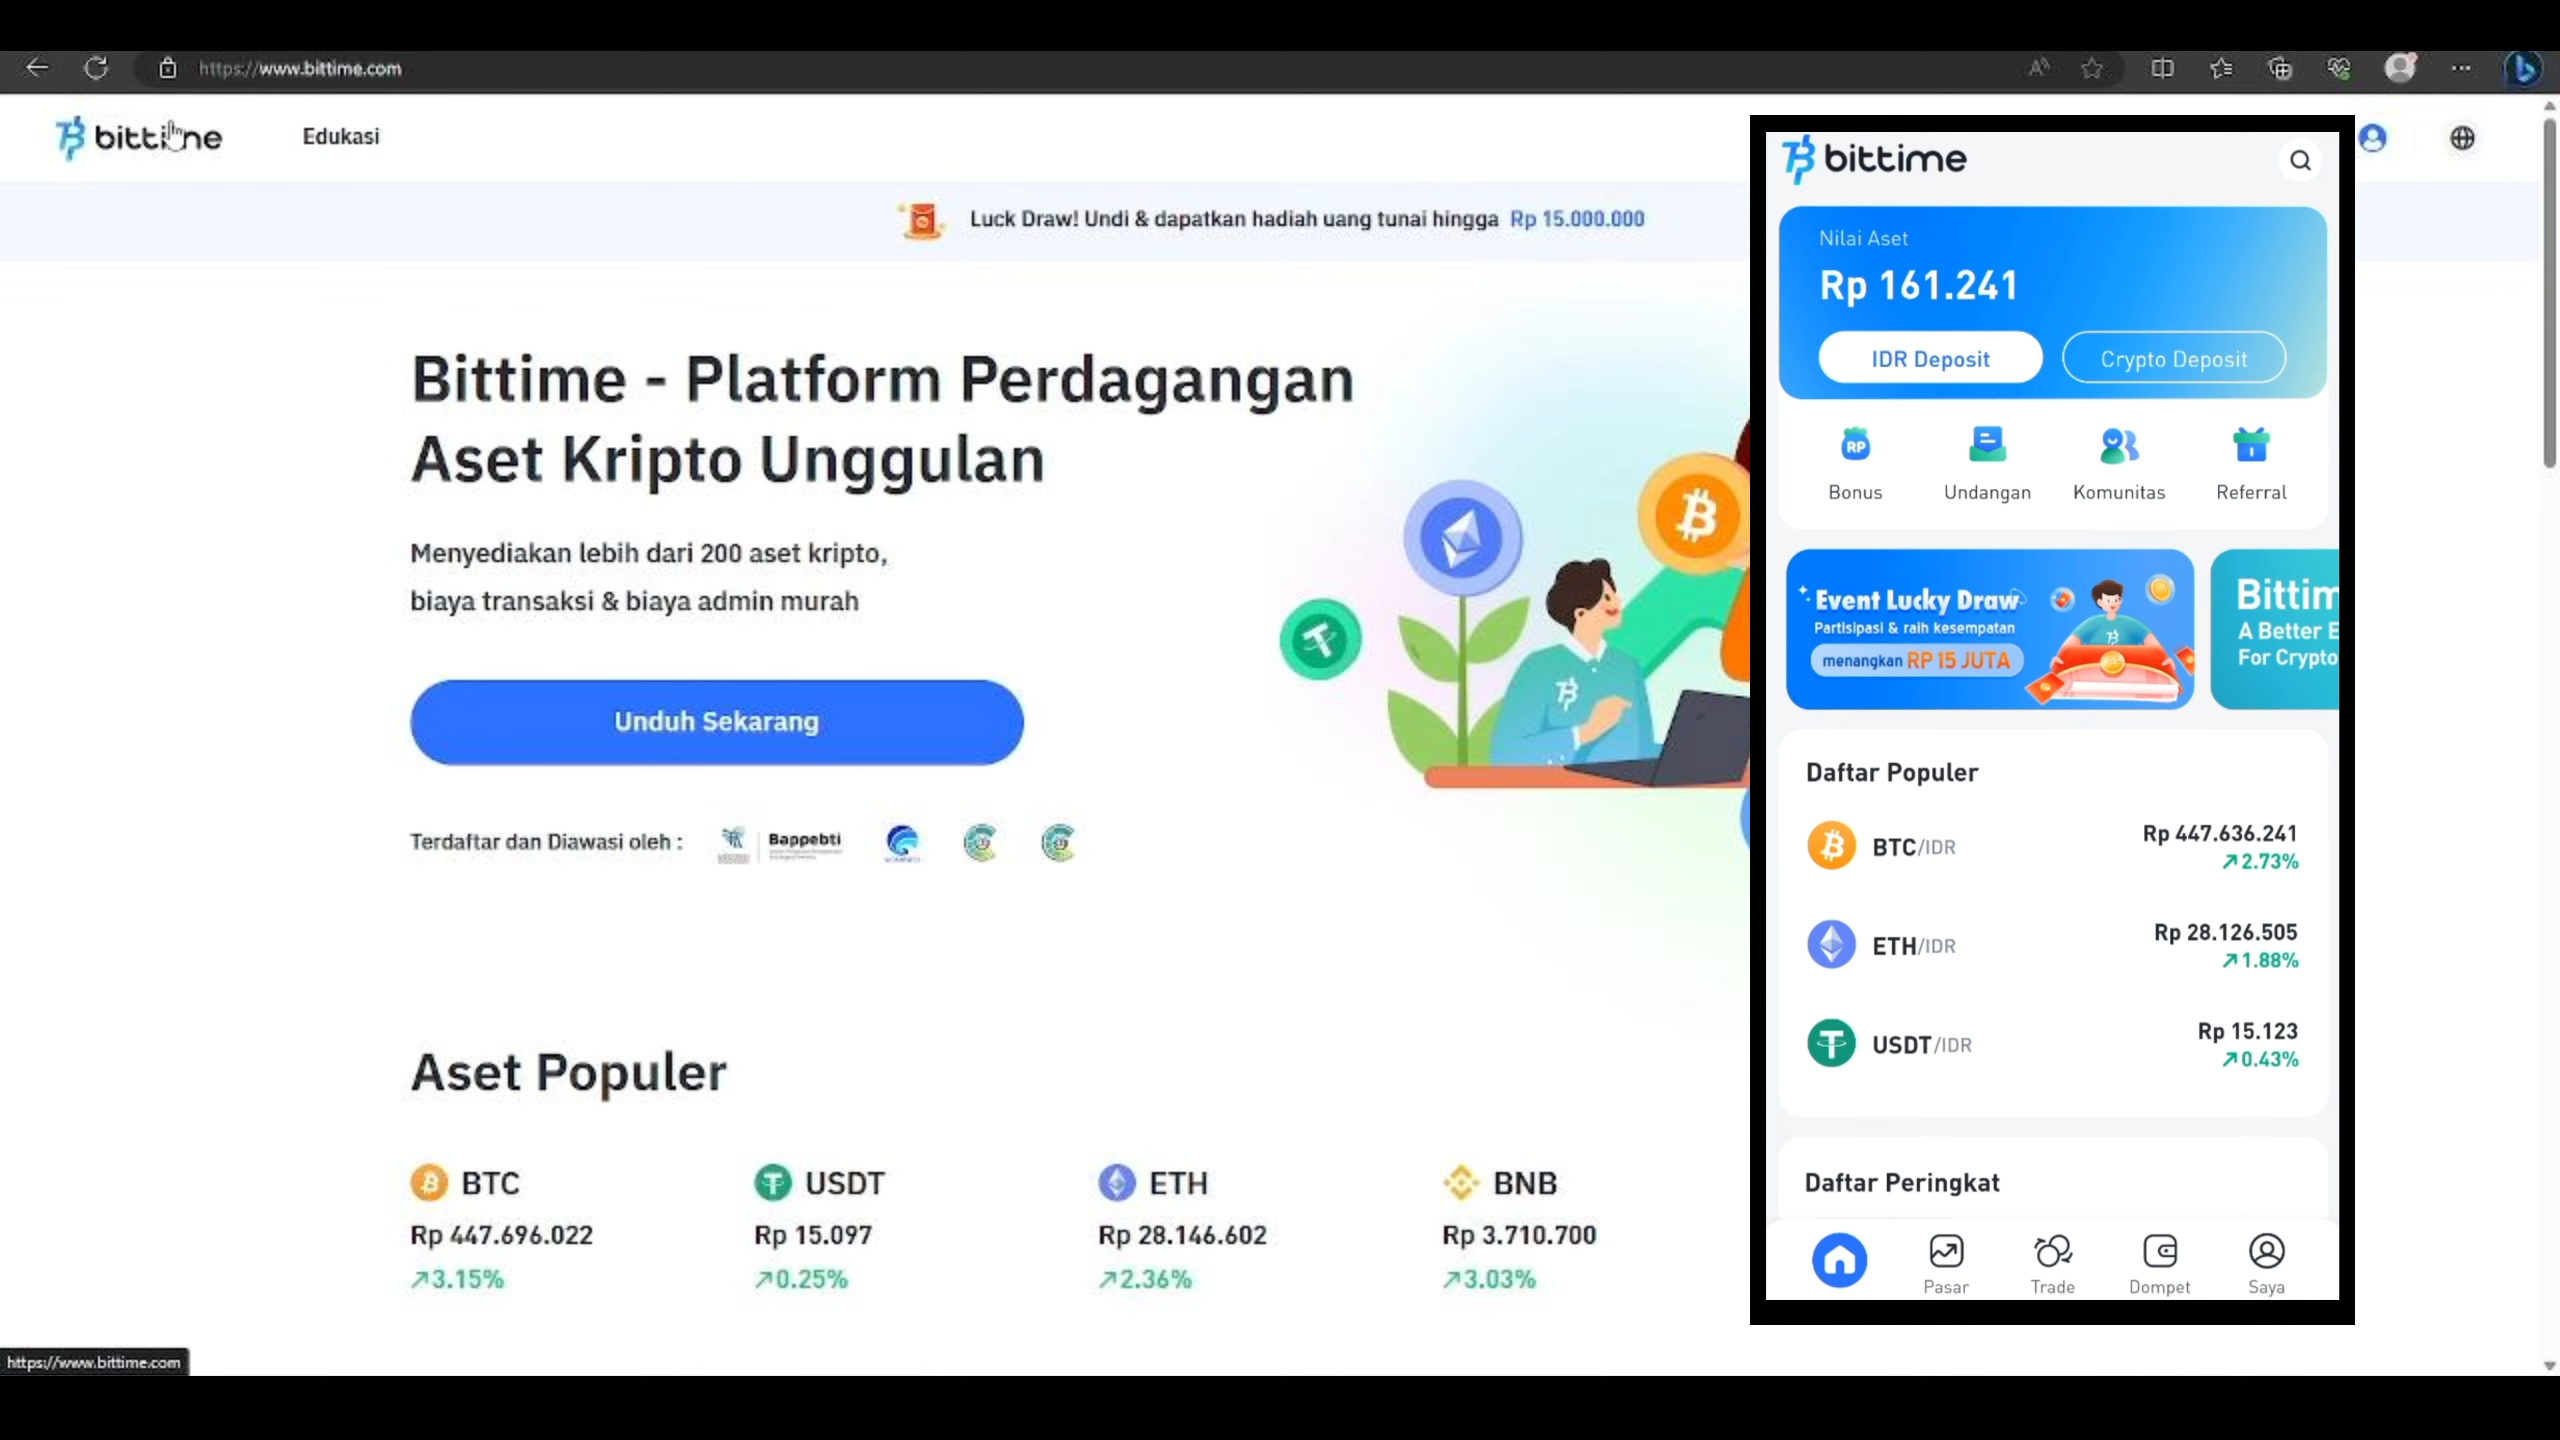 https://www.bittime.com
Edukasi
Luck Draw! Undi & dapatkan hadiah uang tunai hingga Rp 15.000.000
Bittime - Platform Perdagangan
Aset Kripto Unggulan
Menyediakan lebih dari 200 aset kripto,
biaya transaksi & biaya admin murah
Unduh Sekarang
Terdaftar dan Diawasi oleh :
Bappebti
Aset Populer
BTC
Rp 447.696.022
3.15%
USDT
Rp 15.097
0.25%
ETH
Rp 28.146.602
2.36%
BNB
Rp 3.710.700
3.03%
https://www.bittime.com
bittime
Nilai Aset
Rp 161.241
IDR Deposit
Crypto Deposit
RP
Bonus
Undangan
Komunitas
Referral
Event Lucky Draw
Partisipasi & raih kesempatan
menangkan RP 15 JUTA
Bittim
A Better E
For Crypto
Daftar Populer
BTC/IDR
Rp 447.636.241
2.73%
ETH/IDR
Rp 28.126.505
1.88%
USDT/IDR
Rp 15.123
0.43%
Daftar Peringkat
Pasar
Trade
Dompet
Saya